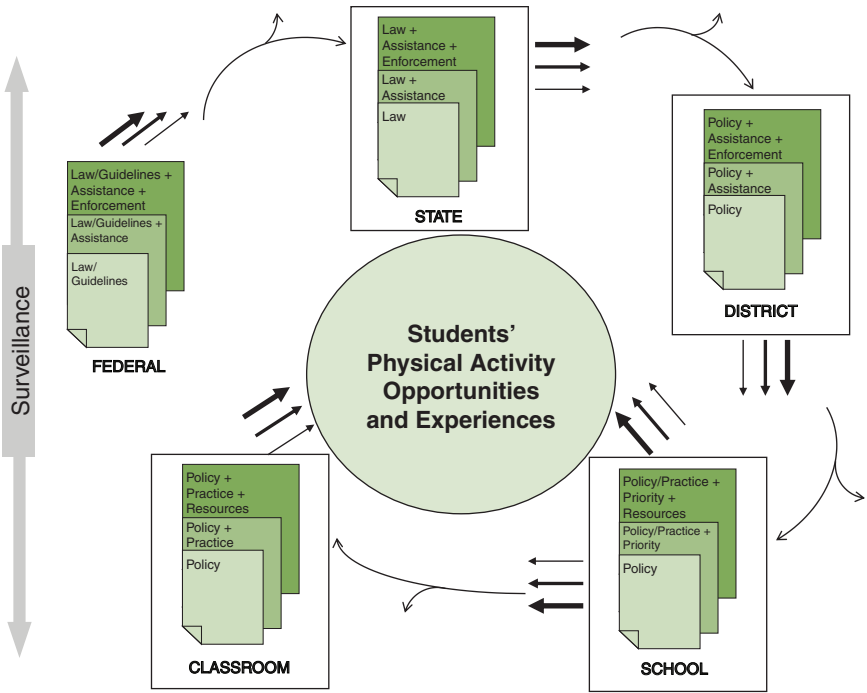 Law +
Assistance +
Enforcement
Law +
Assistance
Law
STATE
Law/Guidelines +
Assistance +
Enforcement
Law/Guidelines +
Assistance
Law/
Guidelines
FEDERAL
Policy +
Assistance +
Enforcement
Policy +
Assistance
Policy
DISTRICT
Surveillance
Students’
Physical Activity
Opportunities
and Experiences
Policy +
Practice +
Resources
Policy +
Practice
Policy
CLASSROOM
Policy/Practice +
Priority +
Resources
Policy/Practice +
Priority
Policy
SCHOOL